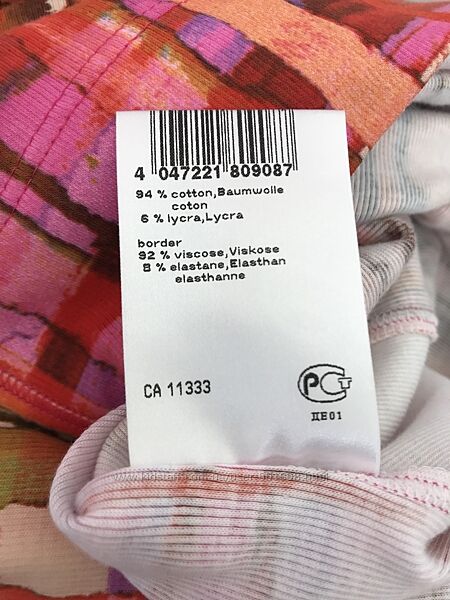 4 047221 809087
94 % cotton,Baumwolle
coton
6 % lycra,Lycra
border
92 % viscose,Viskose
8 % elastane,Elasthan
elasthanne
CA 11333
РСТ
ПЕ01